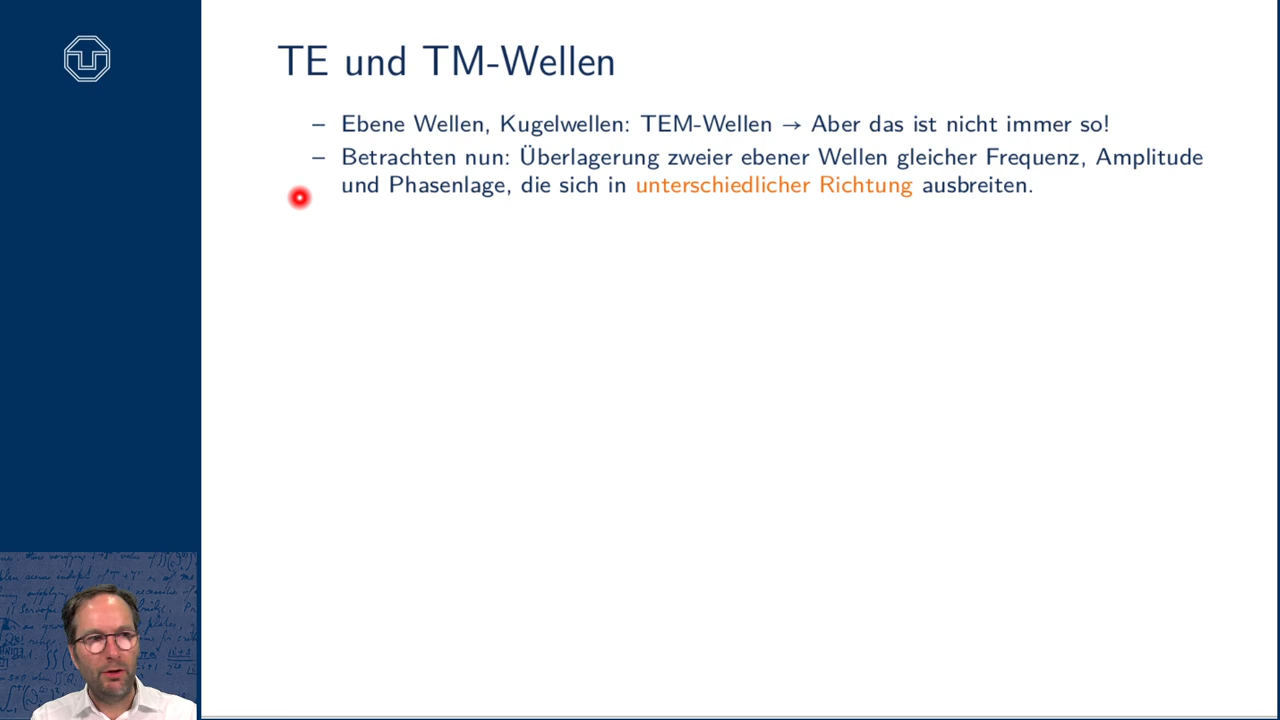 TE und TM-Wellen
– Ebene Wellen, Kugelwellen: TEM-Wellen → Aber das ist nicht immer so!
– Betrachten nun: Überlagerung zweier ebener Wellen gleicher Frequenz, Amplitude
und Phasenlage, die sich in unterschiedlicher Richtung ausbreiten.